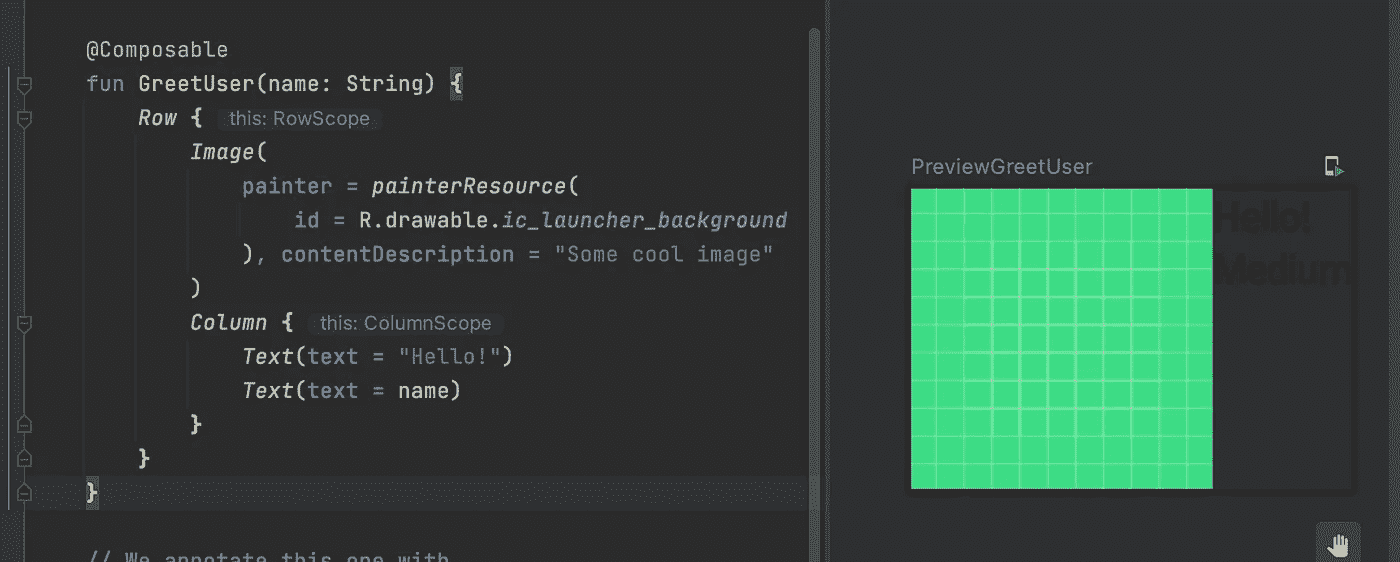 @Composable
fun GreetUser(name: String) {
Row { this: RowScope
Image(
painter = painterResource(
id = R.drawable.ic_launcher_background
), contentDescription = "Some cool image"
)
Column { this: ColumnScope
Text(text = "Hello!")
Text(text = name)
}
}
}
// We annotate this one with
PreviewGreetUser
Hello!
Medium